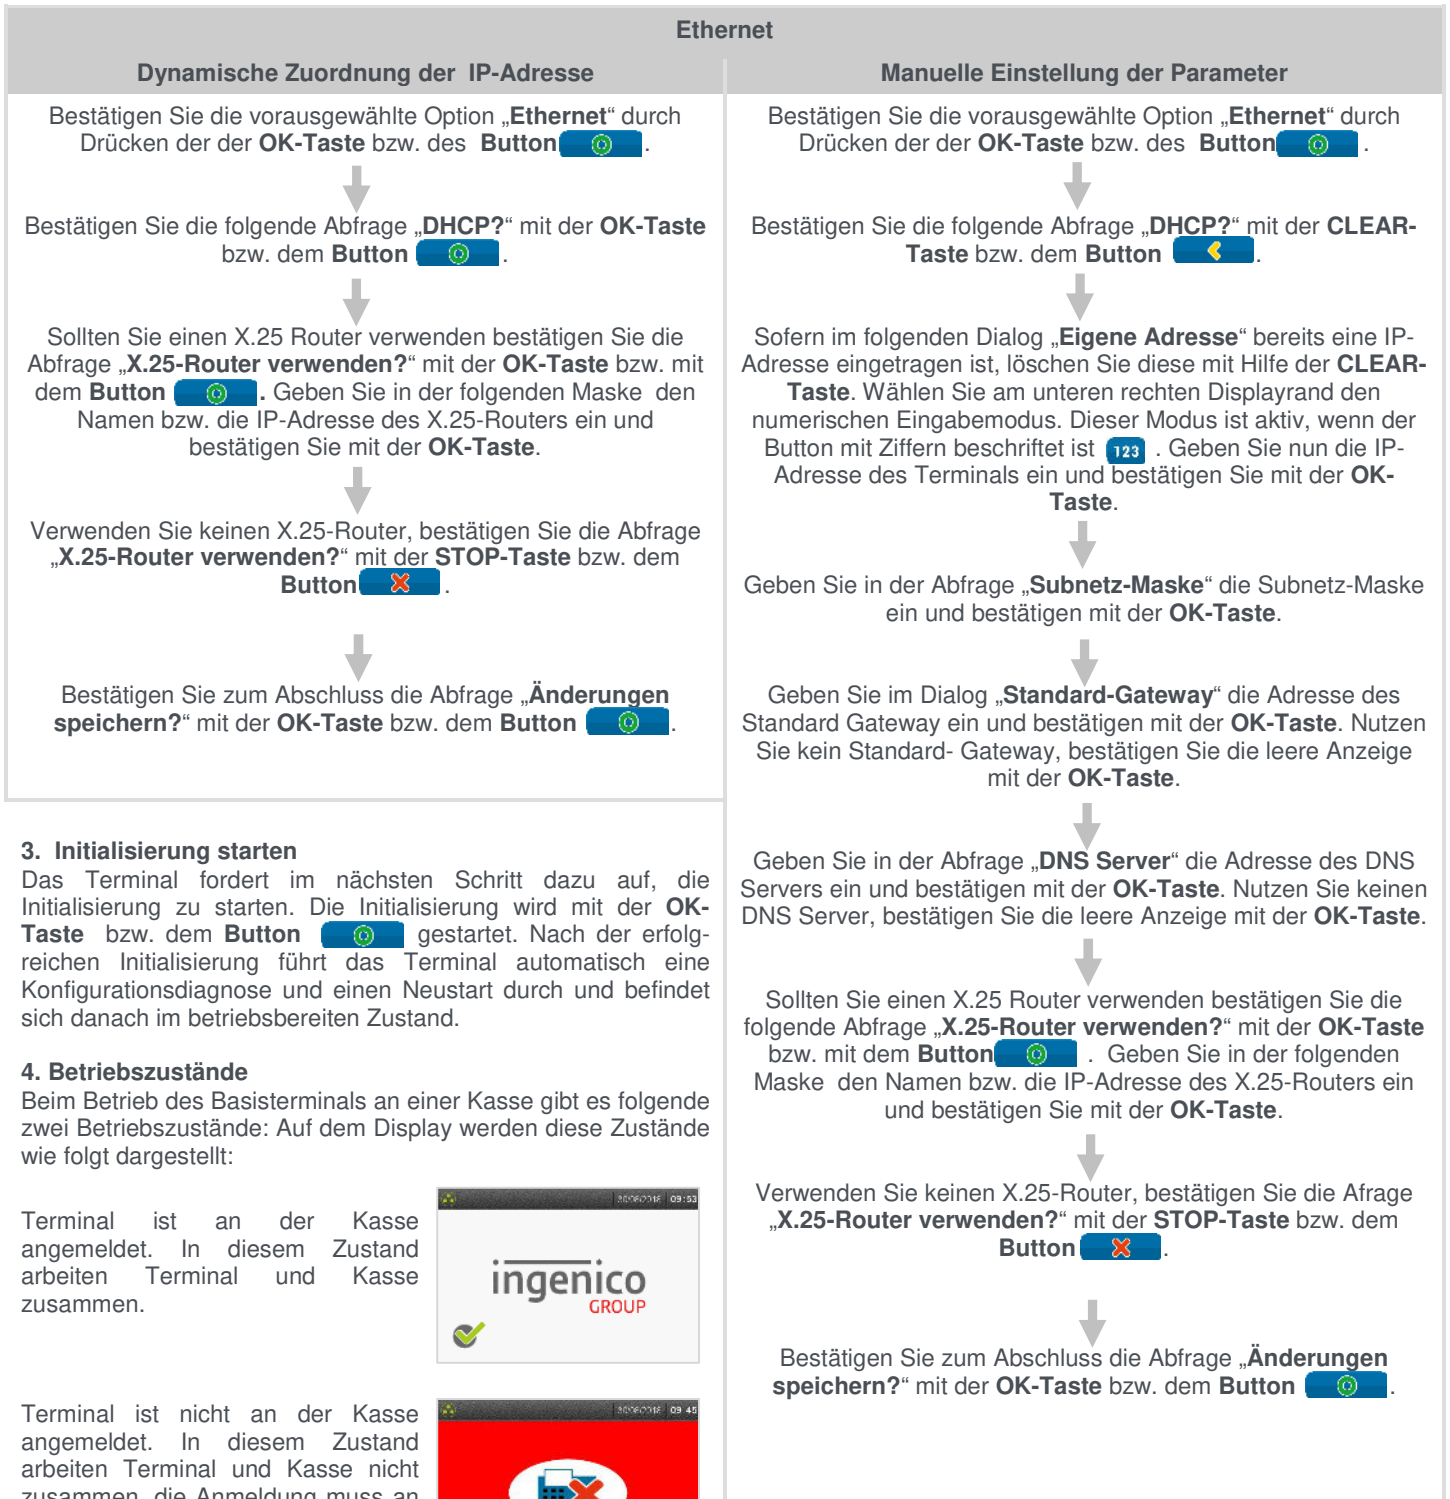 Ethernet
Dynamische Zuordnung der IP-Adresse
Bestätigen Sie die vorausgewählte Option „Ethernet“ durch
Drücken der der OK-Taste bzw. des Button .
Bestätigen Sie die folgende Abfrage „DHCP?“ mit der OK-Taste
bzw. dem Button .
Sollten Sie einen X.25 Router verwenden bestätigen Sie die
Abfrage „X.25-Router verwenden?“ mit der OK-Taste bzw. mit
dem Button . Geben Sie in der folgenden Maske den
Namen bzw. die IP-Adresse des X.25-Routers ein und
bestätigen Sie mit der OK-Taste.
Verwenden Sie keinen X.25-Router, bestätigen Sie die Abfrage
„X.25-Router verwenden?“ mit der STOP-Taste bzw. dem
Button .
Bestätigen Sie zum Abschluss die Abfrage „Änderungen
speichern?“ mit der OK-Taste bzw. dem Button .
3. Initialisierung starten
Das Terminal fordert im nächsten Schritt dazu auf, die
Initialisierung zu starten. Die Initialisierung wird mit der OK-
Taste bzw. dem Button gestartet. Nach der erfolg-
reichen Initialisierung führt das Terminal automatisch eine
Konfigurationsdiagnose und einen Neustart durch und befindet
sich danach im betriebsbereiten Zustand.
4. Betriebszustände
Beim Betrieb des Basisterminals an einer Kasse gibt es folgende
zwei Betriebszustände: Auf dem Display werden diese Zustände
wie folgt dargestellt:
Terminal ist an der Kasse
angemeldet. In diesem Zustand
arbeiten Terminal und Kasse
zusammen.
30/08/2016 09:53
ingenico
GROUP
Terminal ist nicht an der Kasse
angemeldet. In diesem Zustand
arbeiten Terminal und Kasse nicht
zusammen, die Anmeldung muss an
30/08/2016 09 45
Manuelle Einstellung der Parameter
Bestätigen Sie die vorausgewählte Option „Ethernet“ durch
Drücken der der OK-Taste bzw. des Button .
Bestätigen Sie die folgende Abfrage „DHCP?“ mit der CLEAR-
Taste bzw. dem Button .
Sofern im folgenden Dialog „Eigene Adresse“ bereits eine IP-
Adresse eingetragen ist, löschen Sie diese mit Hilfe der CLEAR-
Taste. Wählen Sie am unteren rechten Displayrand den
numerischen Eingabemodus. Dieser Modus ist aktiv, wenn der
Button mit Ziffern beschriftet ist 123 . Geben Sie nun die IP-
Adresse des Terminals ein und bestätigen Sie mit der OK-
Taste.
Geben Sie in der Abfrage „Subnetz-Maske“ die Subnetz-Maske
ein und bestätigen mit der OK-Taste.
Geben Sie im Dialog „Standard-Gateway“ die Adresse des
Standard Gateway ein und bestätigen mit der OK-Taste. Nutzen
Sie kein Standard- Gateway, bestätigen Sie die leere Anzeige
mit der OK-Taste.
Geben Sie in der Abfrage „DNS Server“ die Adresse des DNS
Servers ein und bestätigen mit der OK-Taste. Nutzen Sie keinen
DNS Server, bestätigen Sie die leere Anzeige mit der OK-Taste.
Sollten Sie einen X.25 Router verwenden bestätigen Sie die
folgende Abfrage „X.25-Router verwenden?“ mit der OK-Taste
bzw. mit dem Button . Geben Sie in der folgenden
Maske den Namen bzw. die IP-Adresse des X.25-Routers ein
und bestätigen Sie mit der OK-Taste.
Verwenden Sie keinen X.25-Router, bestätigen Sie die Afrage
„X.25-Router verwenden?“ mit der STOP-Taste bzw. dem
Button .
Bestätigen Sie zum Abschluss die Abfrage „Änderungen
speichern?“ mit der OK-Taste bzw. dem Button .